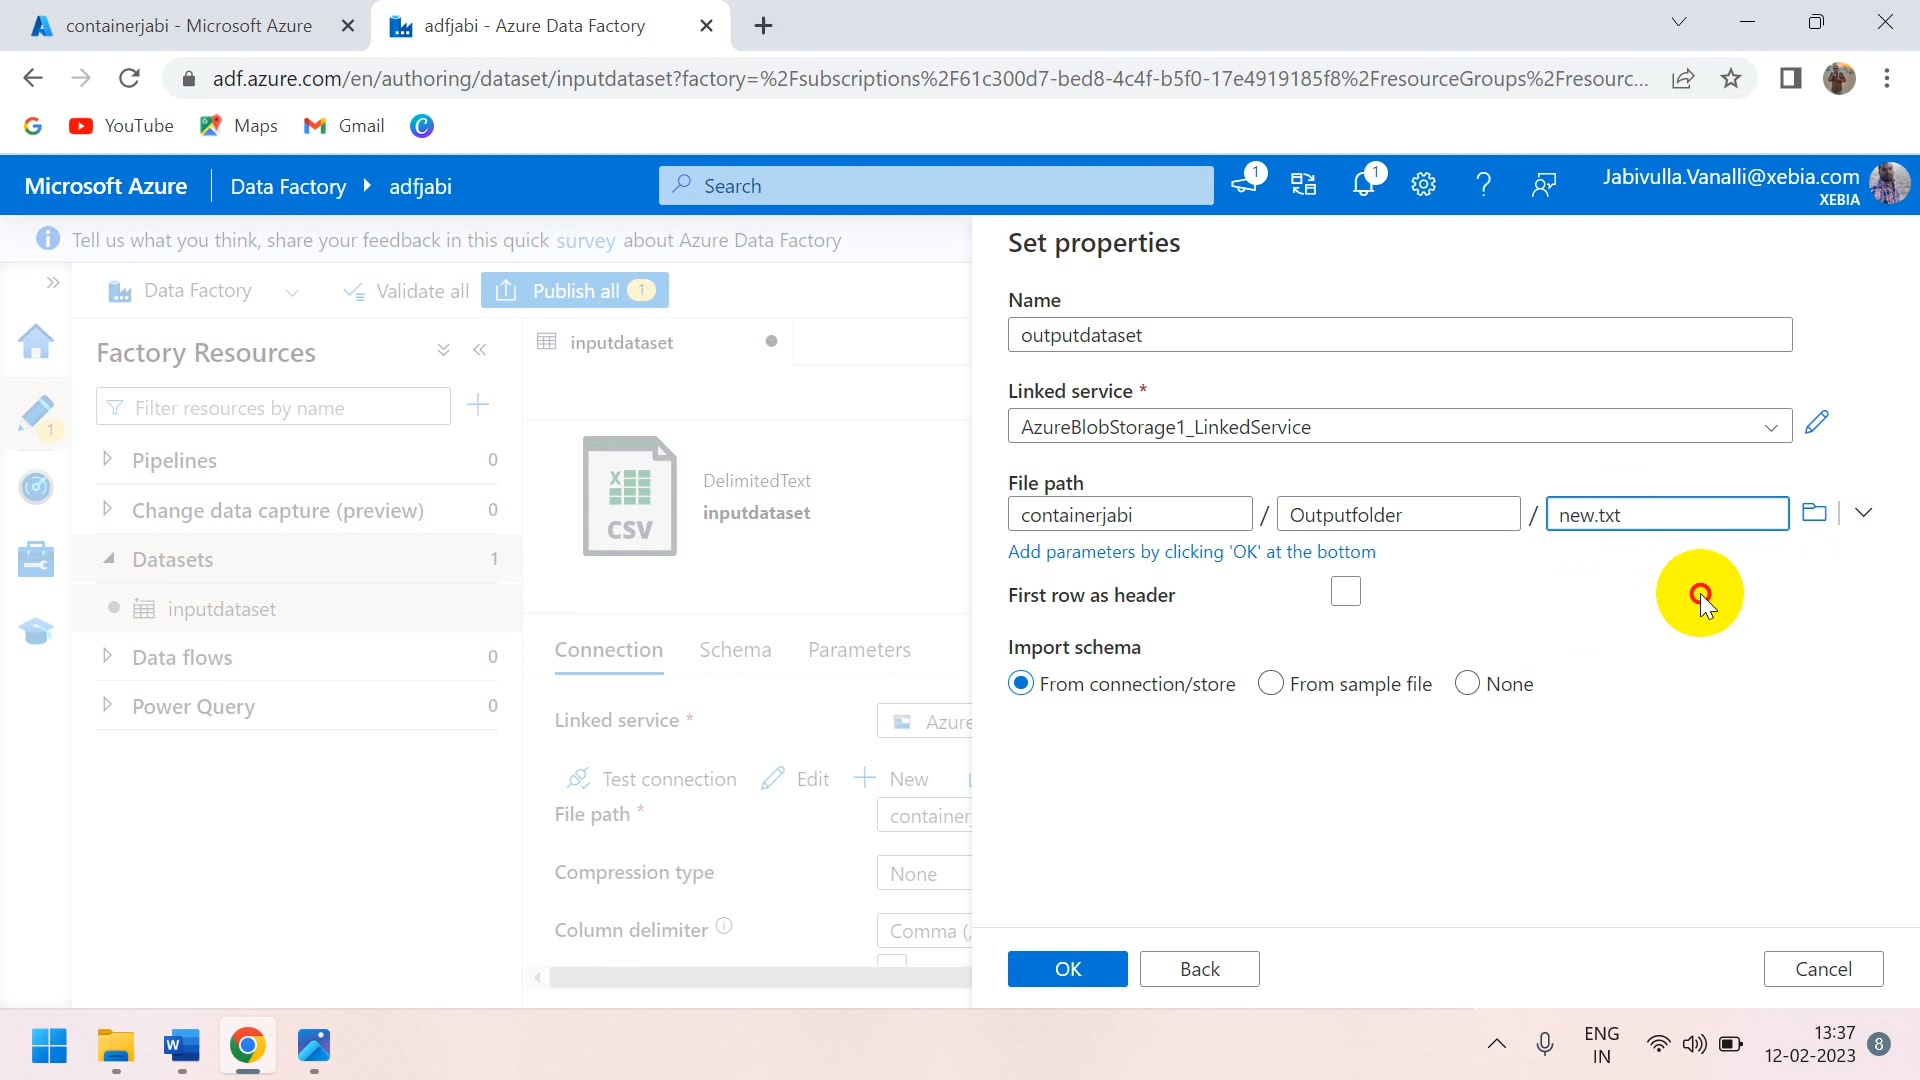 containerjabi - Microsoft Azure
adfjabi - Azure Data Factory
adf.azure.com/en/authoring/dataset/inputdataset?factory=%2Fsubscriptions%2F61c300d7-bed8-4c4f-b5f0-17e4919185f8%2FresourceGroups%2Fresourc...
YouTube
Maps
Gmail
Microsoft Azure
Data Factory
adfjabi
Search
1
1
Jabivulla.Vanalli@xebia.com
XEBIA
Tell us what you think, share your feedback in this quick survey about Azure Data Factory
Data Factory
Validate all
Publish all 1
Factory Resources
Filter resources by name
1
Pipelines 0
Change data capture (preview) 0
Datasets 1
inputdataset
Data flows 0
Power Query 0
inputdataset
CSV
DelimitedText
inputdataset
Connection
Schema
Parameters
Linked service *
Azure
Test connection
Edit
New
File path *
container
Compression type
None
Column delimiter
Comma (,
Set properties
Name
outputdataset
Linked service *
AzureBlobStorage1_LinkedService
File path
containerjabi / Outputfolder / new.txt
Add parameters by clicking 'OK' at the bottom
First row as header
Import schema
From connection/store
From sample file
None
OK
Back
Cancel
ENG
IN
13:37
12-02-2023
8